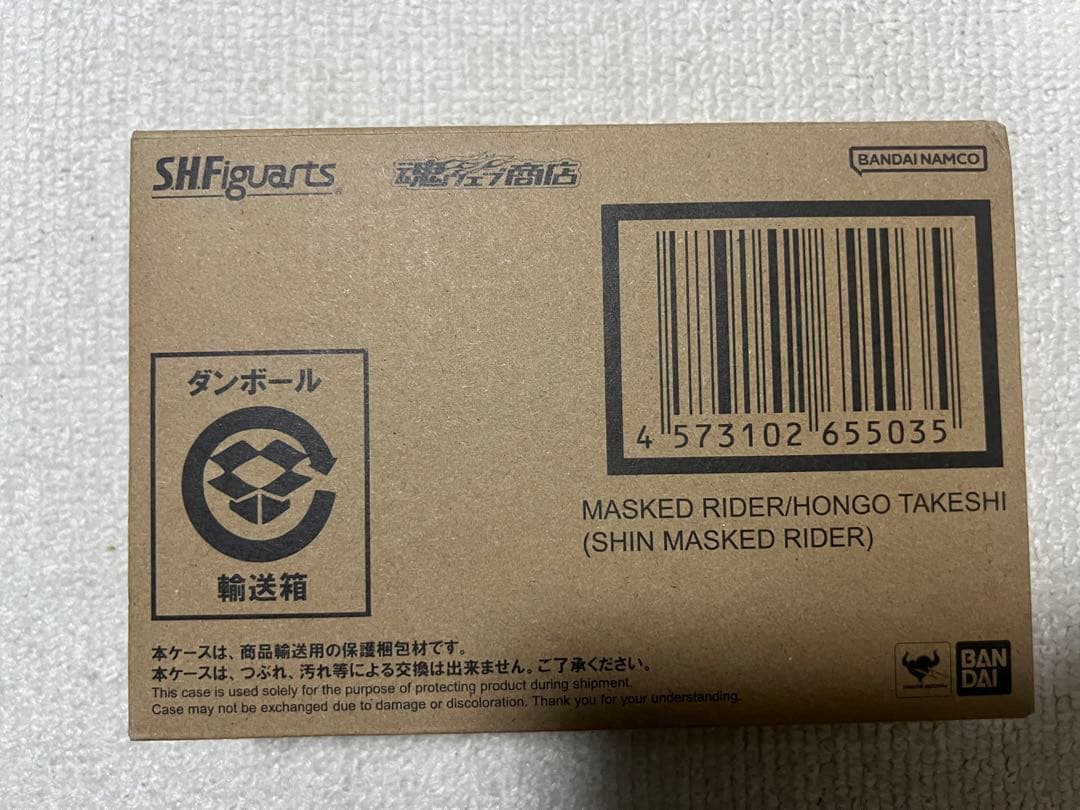 S.H.Figuarts
魂ウェブ商店
BANDAI NAMCO
4 573102 655035
MASKED RIDER/HONGO TAKESHI
(SHIN MASKED RIDER)
ダンボール
輸送箱
本ケースは、商品輸送用の保護梱包材です。
本ケースは、つぶれ、汚れ等による交換は出来ません。ご了承ください。
This case is used solely for the purpose of protecting product during shipment.
Case may not be exchanged due to damage or discoloration. Thank you for your understanding.
BAN
DAI